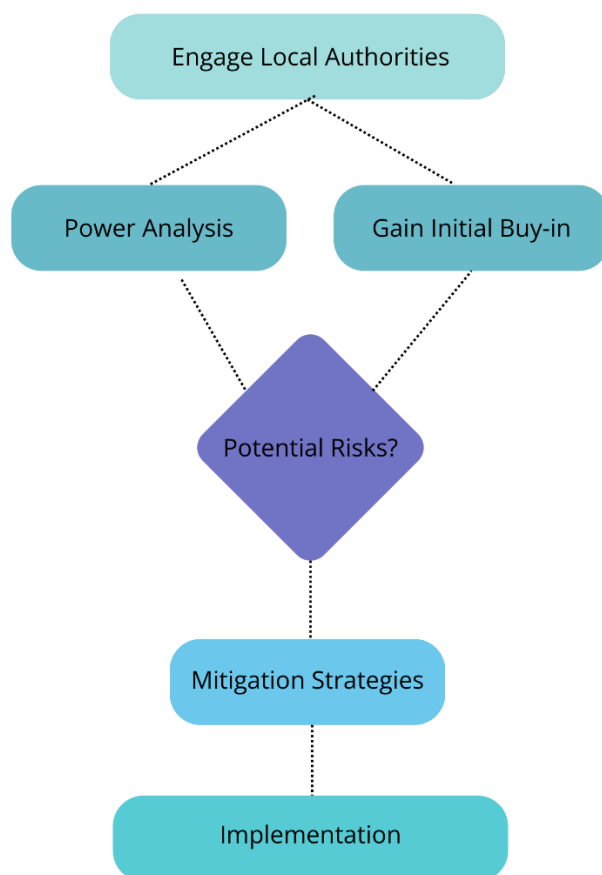 Engage Local Authorities
Power Analysis
Gain Initial Buy-in
Potential Risks?
Mitigation Strategies
Implementation